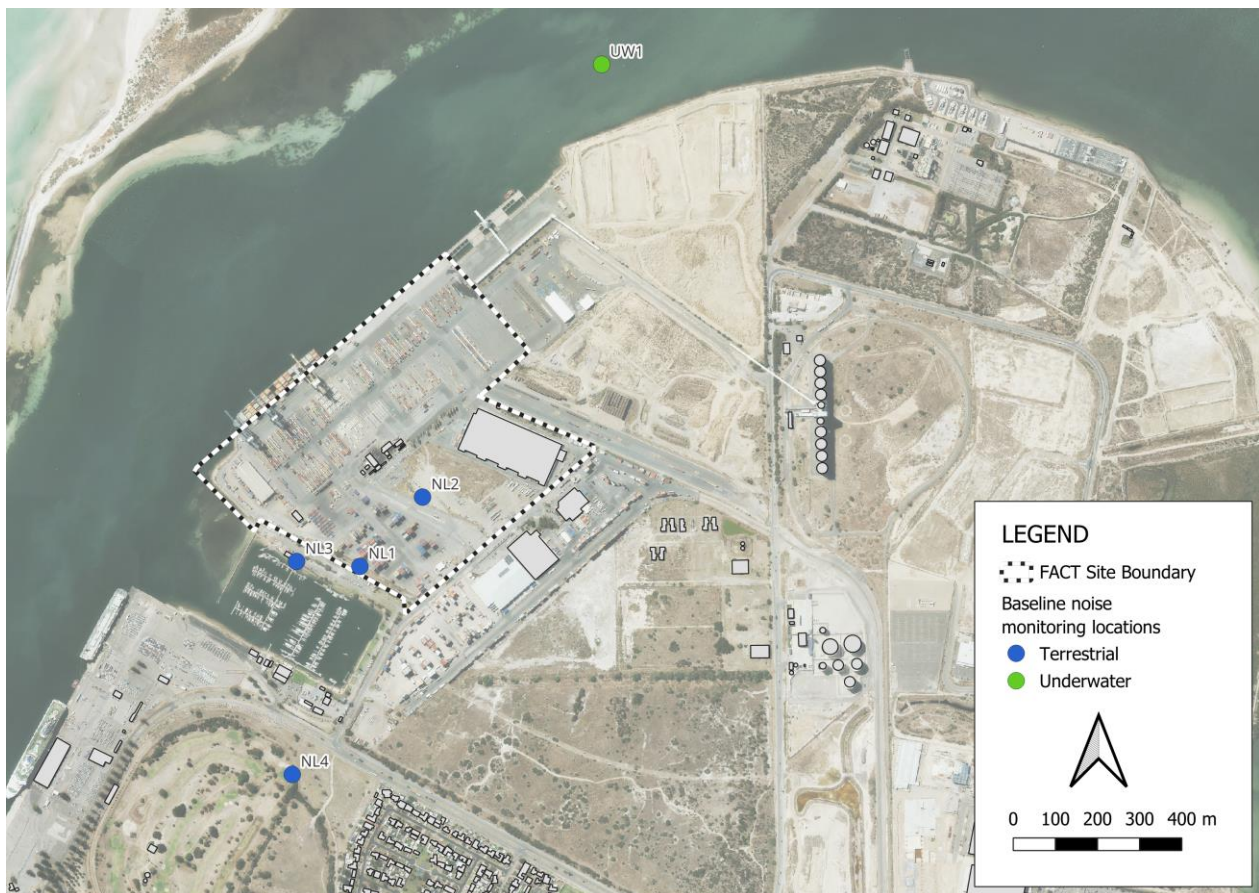 UW1
NL2
NL3
NL1
NL4
LEGEND
FACT Site Boundary
Baseline noise
monitoring locations
Terrestrial
Underwater
0 100 200 300 400 m